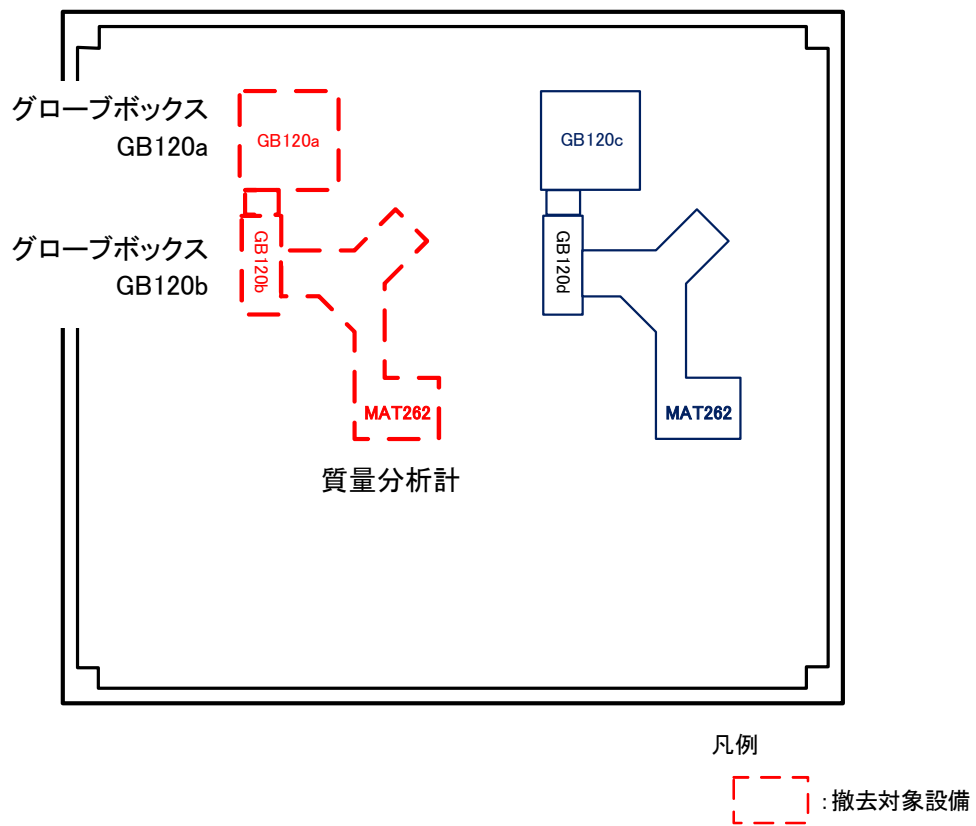 グローブボックス
GB120a
GB120a
GB120c
グローブボックス
GB120b
GB120b
GB120d
MAT262
MAT262
質量分析計
凡例
:撤去対象設備